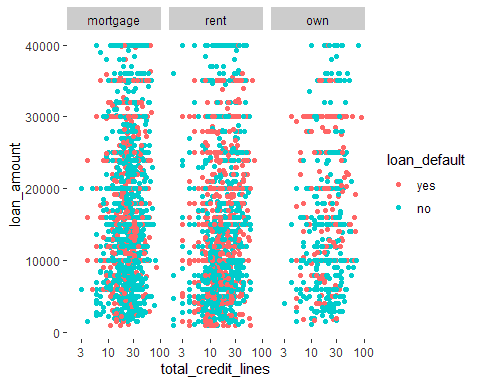 mortgage rent own
40000
30000
20000
10000
0
loan_amount
3 10 30 100 3 10 30 100 3 10 30 100
total_credit_lines
loan_default
yes
no